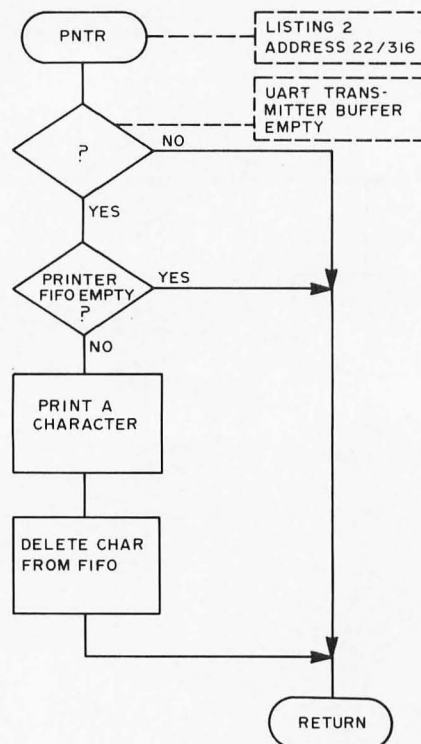 PNTR
LISTING 2
ADDRESS 22/316
UART TRANS-
MITTER BUFFER
EMPTY
?
NO
YES
PRINTER
FIFO EMPTY
?
YES
NO
PRINT A
CHARACTER
DELETE CHAR
FROM FIFO
RETURN